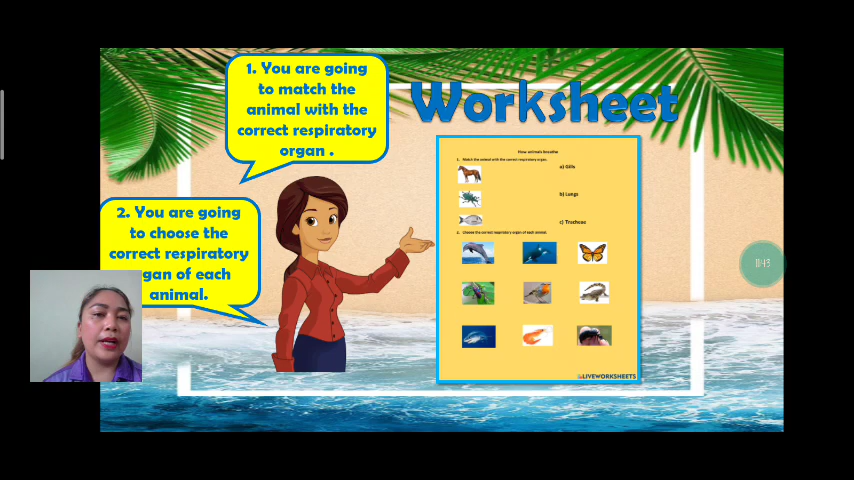 1. You are going
to match the
animal with the
correct respiratory
organ .
Worksheet
2. You are going
to choose the
correct respiratory
gan of each
animal.
How animals breathe
1. Match the animal with the correct respiratory organ.
a) Gills
b) Lungs
c) Tracheae
2. Choose the correct respiratory organ of each animal.
LIVEWORKSHEETS